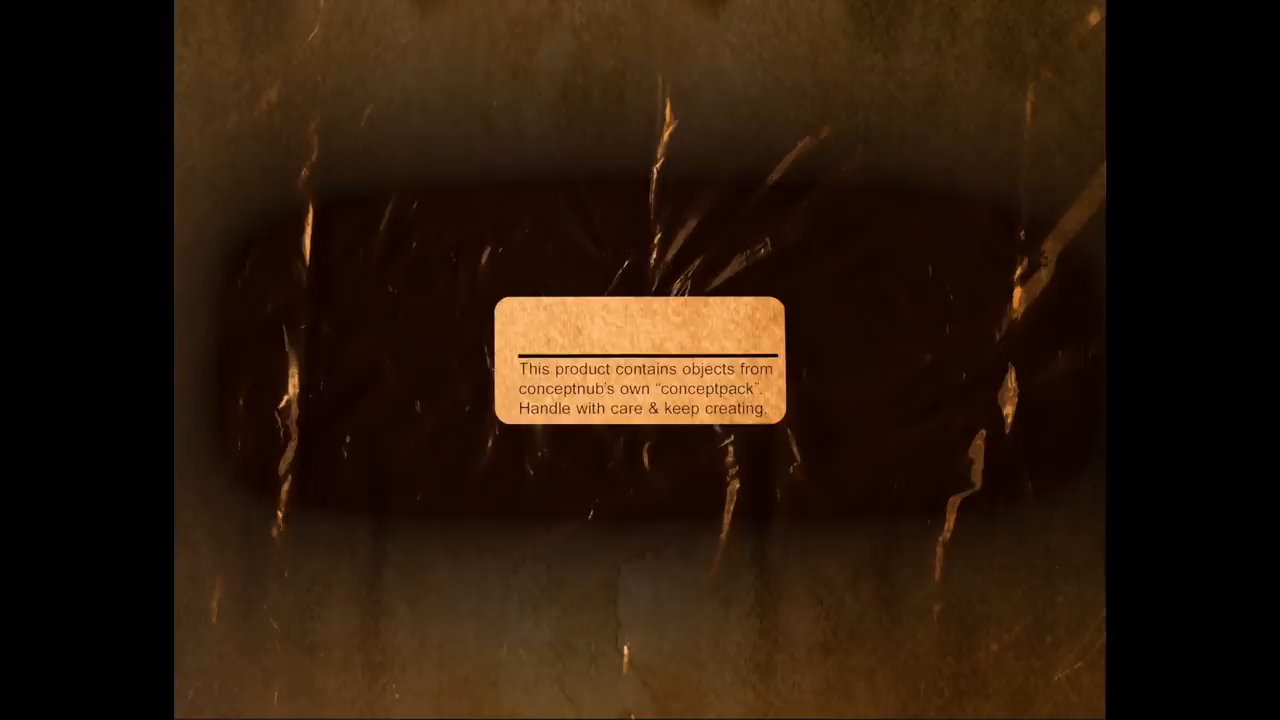 This product contains objects from
conceptnub's own “conceptpack”.
Handle with care & keep creating.